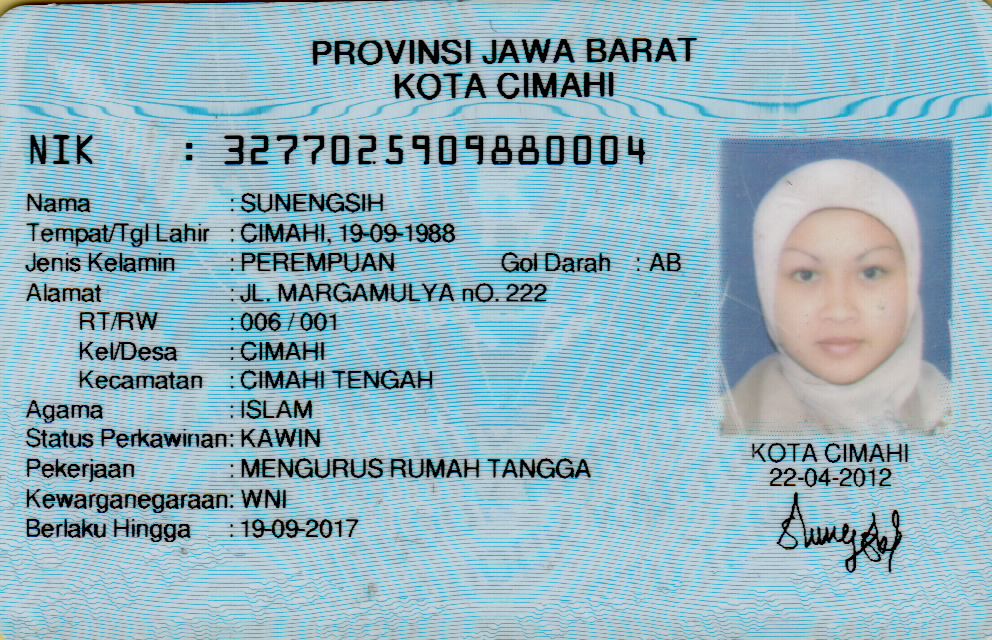 PROVINSI JAWA BARAT
KOTA CIMAHI
NIK : 3277025909880004
Nama : SUNENGSIH
Tempat/Tgl Lahir : CIMAHI, 19-09-1988
Jenis Kelamin : PEREMPUAN Gol Darah : AB
Alamat : JL. MARGAMULYA nO. 222
RT/RW : 006 / 001
Kel/Desa : CIMAHI
Kecamatan : CIMAHI TENGAH
Agama : ISLAM
Status Perkawinan: KAWIN
Pekerjaan : MENGURUS RUMAH TANGGA
Kewarganegaraan: WNI
Berlaku Hingga : 19-09-2017
KOTA CIMAHI
22-04-2012